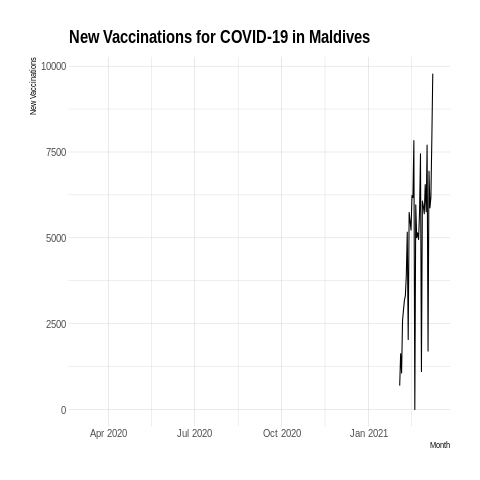 New Vaccinations for COVID-19 in Maldives
New Vaccinations
10000
7500
5000
2500
0
Apr 2020
Jul 2020
Oct 2020
Jan 2021
Month